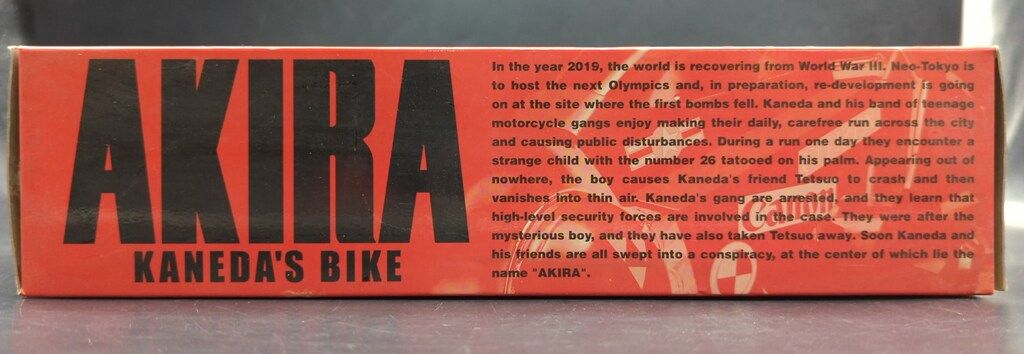 AKIRA
KANEDA'S BIKE
In the year 2019, the world is recovering from World War III. Neo-Tokyo is
to host the next Olympics and, in preparation, re-development is going
on at the site where the first bombs fell. Kaneda and his band of teenage
motorcycle gangs enjoy making their daily, carefree run across the city
and causing public disturbances. During a run one day they encounter a
strange child with the number 26 tatooed on his palm. Appearing out of
nowhere, the boy causes Kaneda's friend Tetsuo to crash and then
vanishes into thin air. Kaneda's gang are arrested, and they learn that
high-level security forces are involved in the case. They were after the
mysterious boy, and they have also taken Tetsuo away. Soon Kaneda and
his friends are all swept into a conspiracy, at the center of which lie the
name "AKIRA".